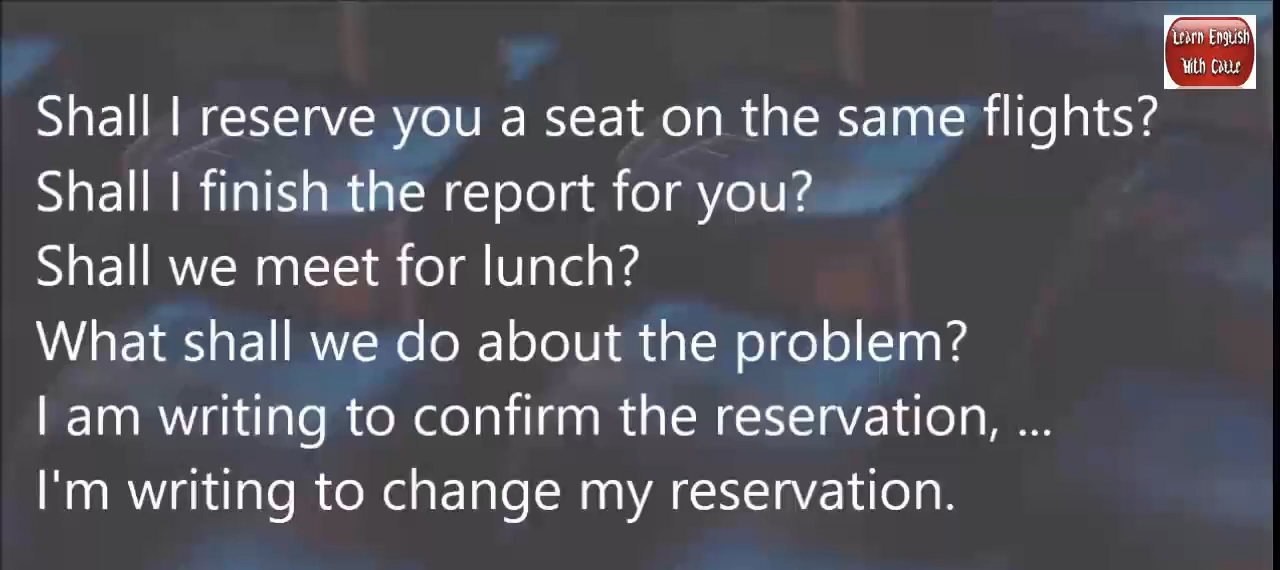 Learn English
With Calle
Shall I reserve you a seat on the same flights?
Shall I finish the report for you?
Shall we meet for lunch?
What shall we do about the problem?
I am writing to confirm the reservation, ...
I'm writing to change my reservation.